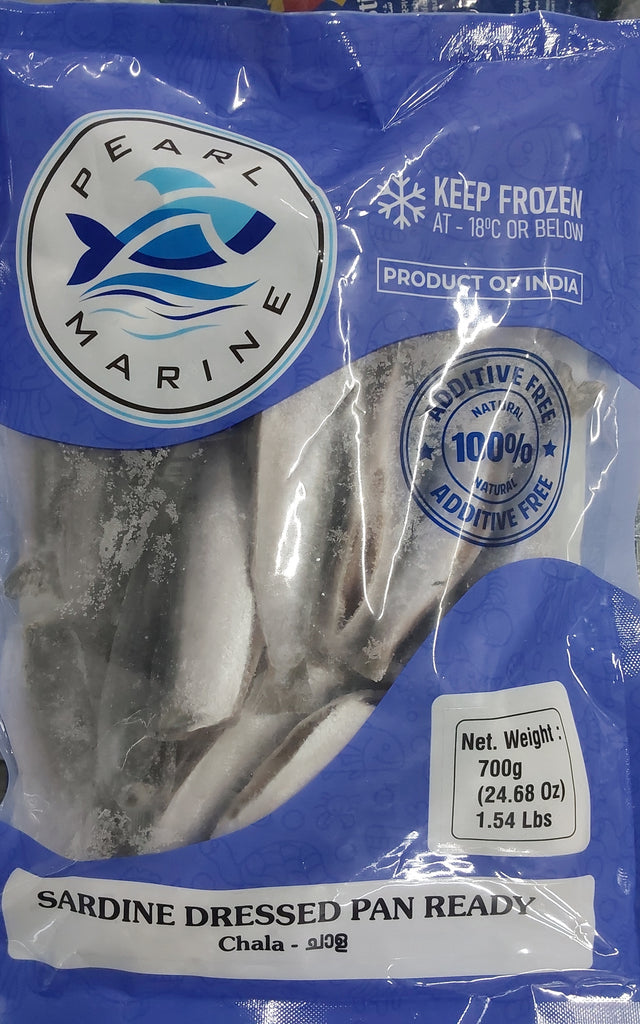 PEARL
MARINE
KEEP FROZEN
AT - 18ºC OR BELOW
PRODUCT OF INDIA
ADDITIVE FREE
NATURAL
100%
NATURAL
ADDITIVE FREE
Net. Weight :
700g
(24.68 Oz)
1.54 Lbs
SARDINE DRESSED PAN READY
Chala - ചാള